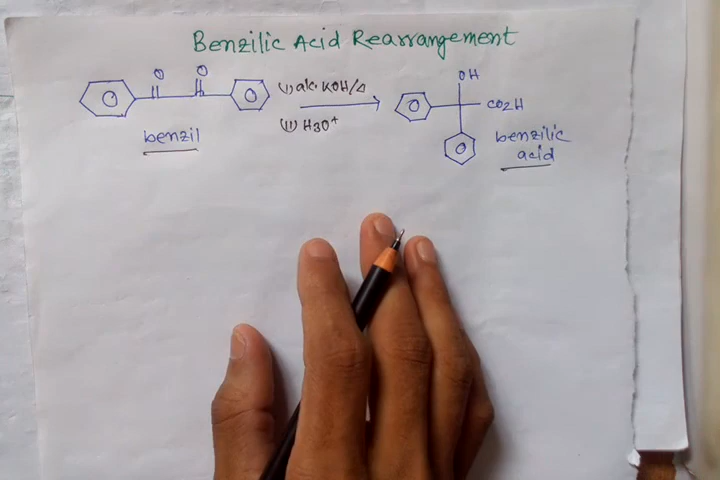 Benzilic Acid Rearrangement
O O OH
(i) alc. KOH/Δ
CO2H
(ii) H3O+
benzil
benzilic
acid